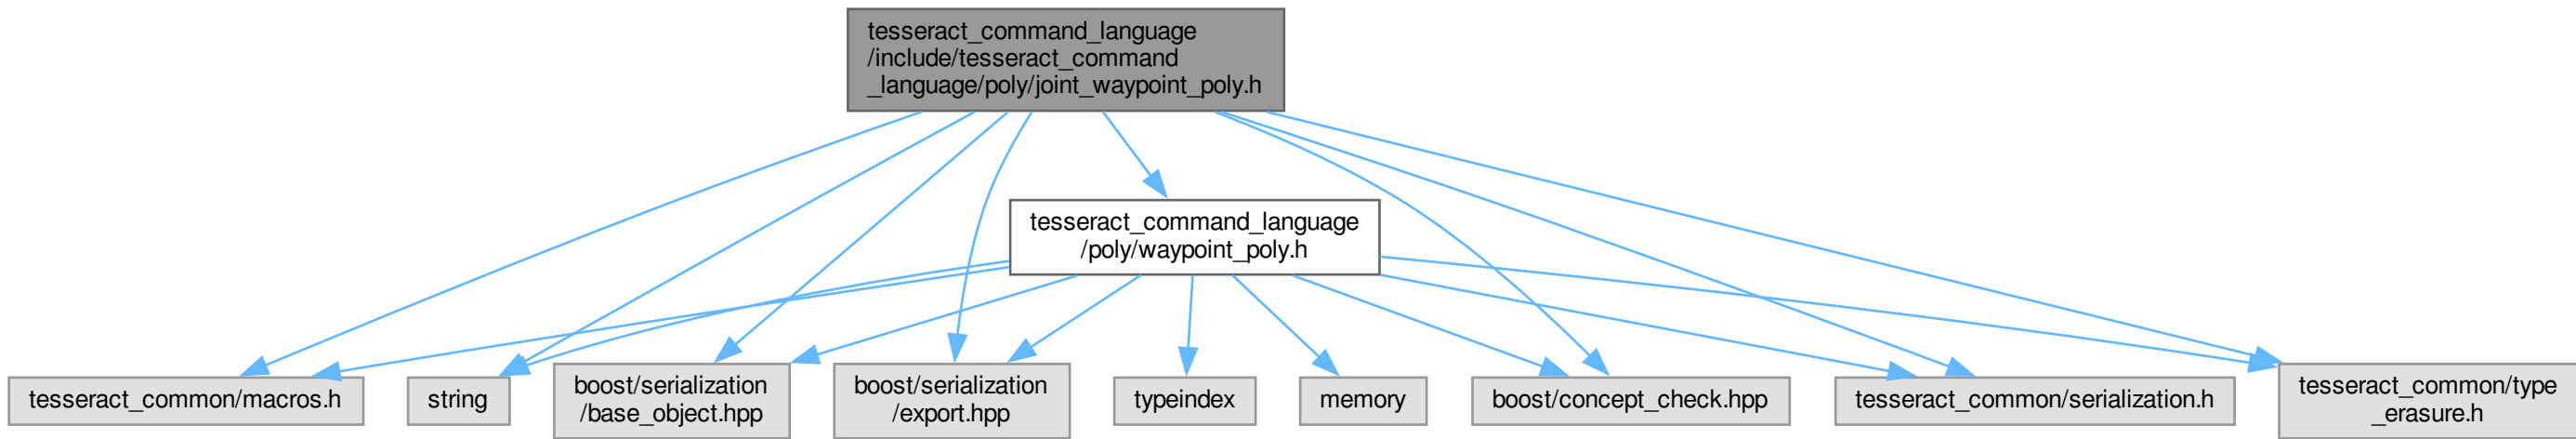 tesseract_command_language
/include/tesseract_command
_language/poly/joint_waypoint_poly.h
tesseract_command_language
/poly/waypoint_poly.h
tesseract_common/macros.h
string
boost/serialization
/base_object.hpp
boost/serialization
/export.hpp
typeindex
memory
boost/concept_check.hpp
tesseract_common/serialization.h
tesseract_common/type
_erasure.h